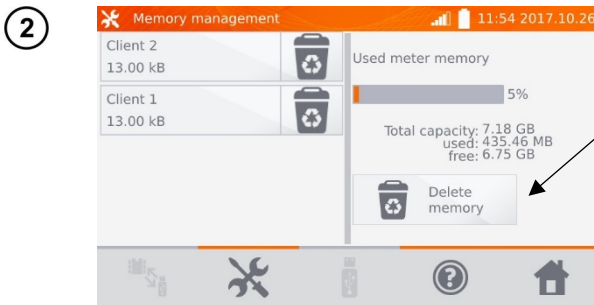 2
Memory management
11:54 2017.10.26
Client 2
13.00 kB
Client 1
13.00 kB
Used meter memory
5%
Total capacity: 7.18 GB
used: 435.46 MB
free: 6.75 GB
Delete
memory
?